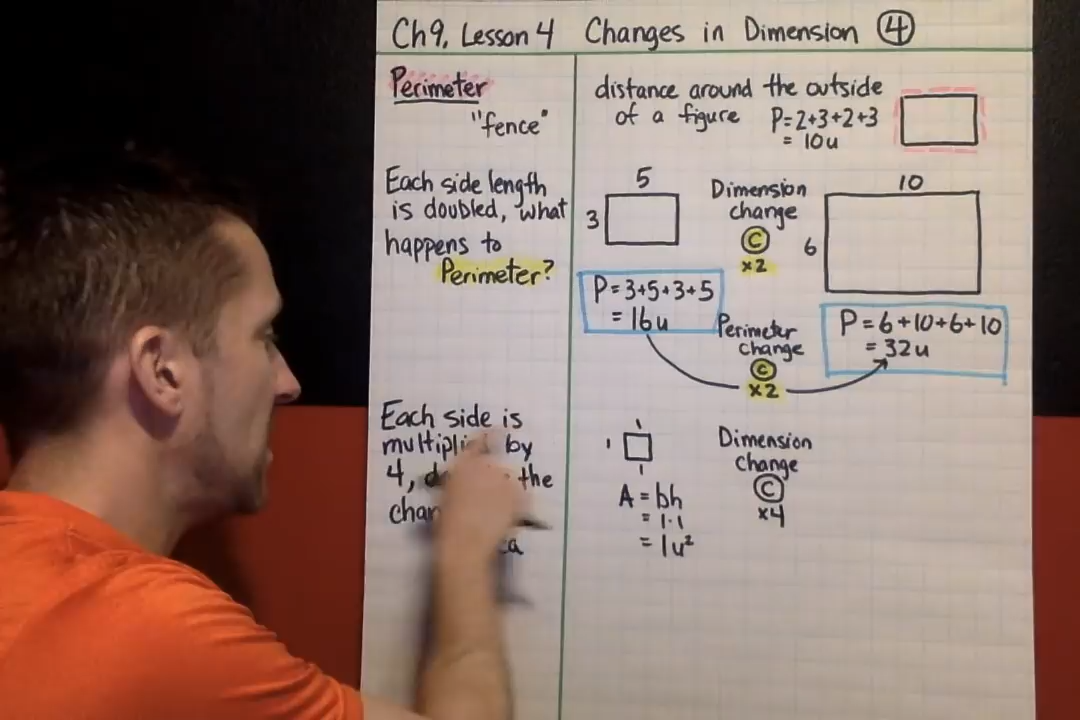 Ch 9, Lesson 4 Changes in Dimension 4
Perimeter
"fence"
distance around the outside
of a figure
P=2+3+2+3
= 10u
Each side length
is doubled, what
happens to
Perimeter?
5
3
Dimension
change
C
x2
10
6
P=3+5+3+5
= 16u
Perimeter
change
C
x2
P=6+10+6+10
= 32u
Each side is
by
4, the
1
1
1
A = bh
= 1·1
= 1u²
Dimension
change
C
x4